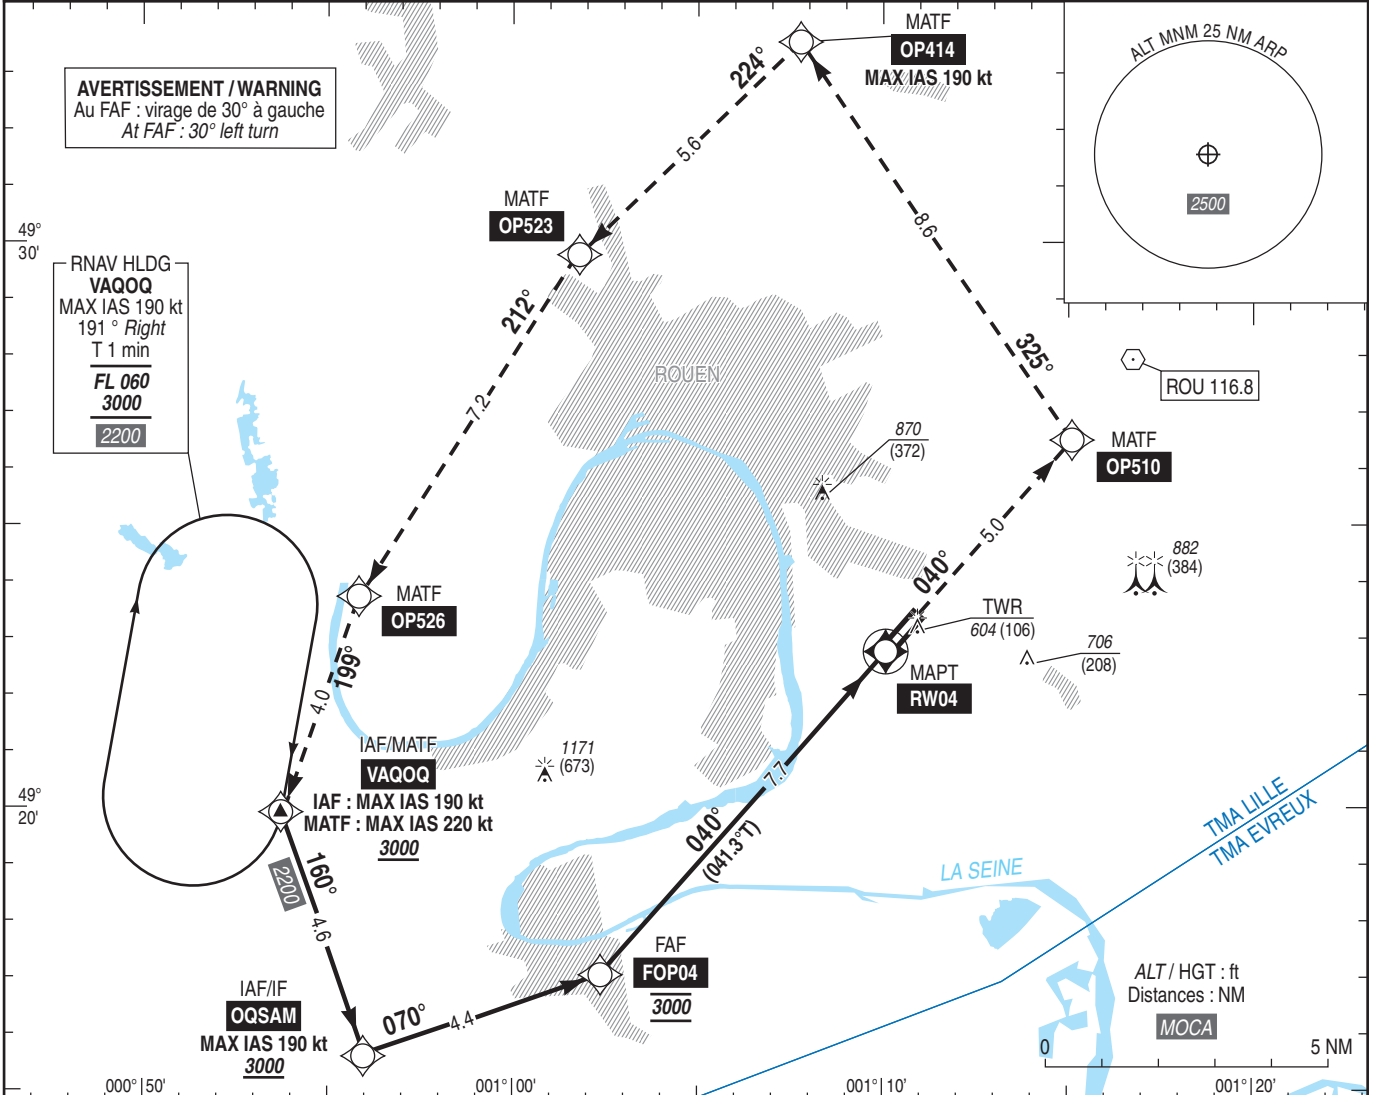 AVERTISSEMENT / WARNING
Au FAF : virage de 30° à gauche
At FAF : 30° left turn
MATF
OP414
MAX IAS 190 kt
224°
5.6
ALT MNM 25 NM ARP
2500
MATF
OP523
8.6
49°
30'
RNAV HLDG
VAQOQ
MAX IAS 190 kt
191 ° Right
T 1 min
FL 060
3000
2200
212°
7.2
325°
ROUEN
ROU 116.8
870
(372)
MATF
OP510
5.0
040°
882
(384)
MATF
OP526
TWR
604 (106)
706
(208)
MAPT
RW04
199°
4.0
IAF/MATF
VAQOQ
IAF : MAX IAS 190 kt
MATF : MAX IAS 220 kt
3000
1171
(673)
7.7
49°
20'
040°
(041.3°T)
TMA LILLE
TMA EVREUX
160°
2200
4.6
LA SEINE
FAF
FOP04
3000
IAF/IF
OQSAM
MAX IAS 190 kt
3000
070°
4.4
ALT / HGT : ft
Distances : NM
MOCA
0
5 NM
000°50'
001°00'
001°10'
001°20'